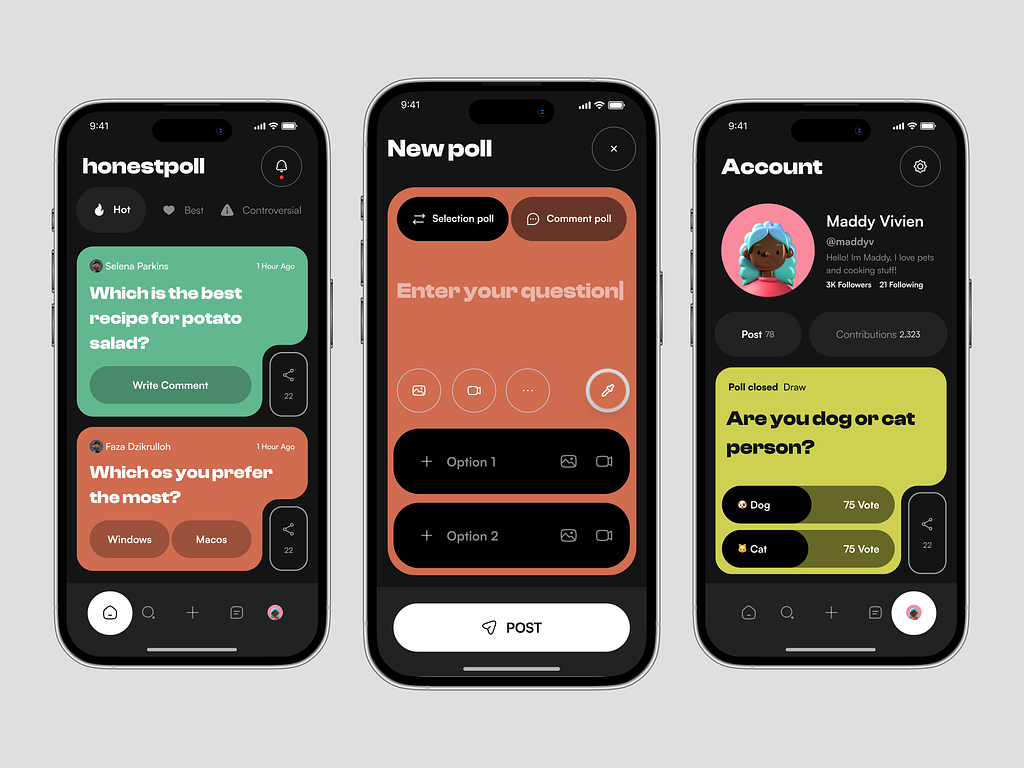 9:41
honestpoll
Hot
Best
Controversial
Selena Parkins
1 Hour Ago
Which is the best
recipe for potato
salad?
Write Comment
22
Faza Dzikrulloh
1 Hour Ago
Which os you prefer
the most?
Windows
Macos
22
9:41
New poll
Selection poll
Comment poll
Enter your question
Option 1
Option 2
POST
9:41
Account
Maddy Vivien
@maddyv
Hello! Im Maddy, I love pets
and cooking stuff!
3K Followers 21 Following
Post 78
Contributions 2,323
Poll closed Draw
Are you dog or cat
person?
Dog
75 Vote
Cat
75 Vote
22